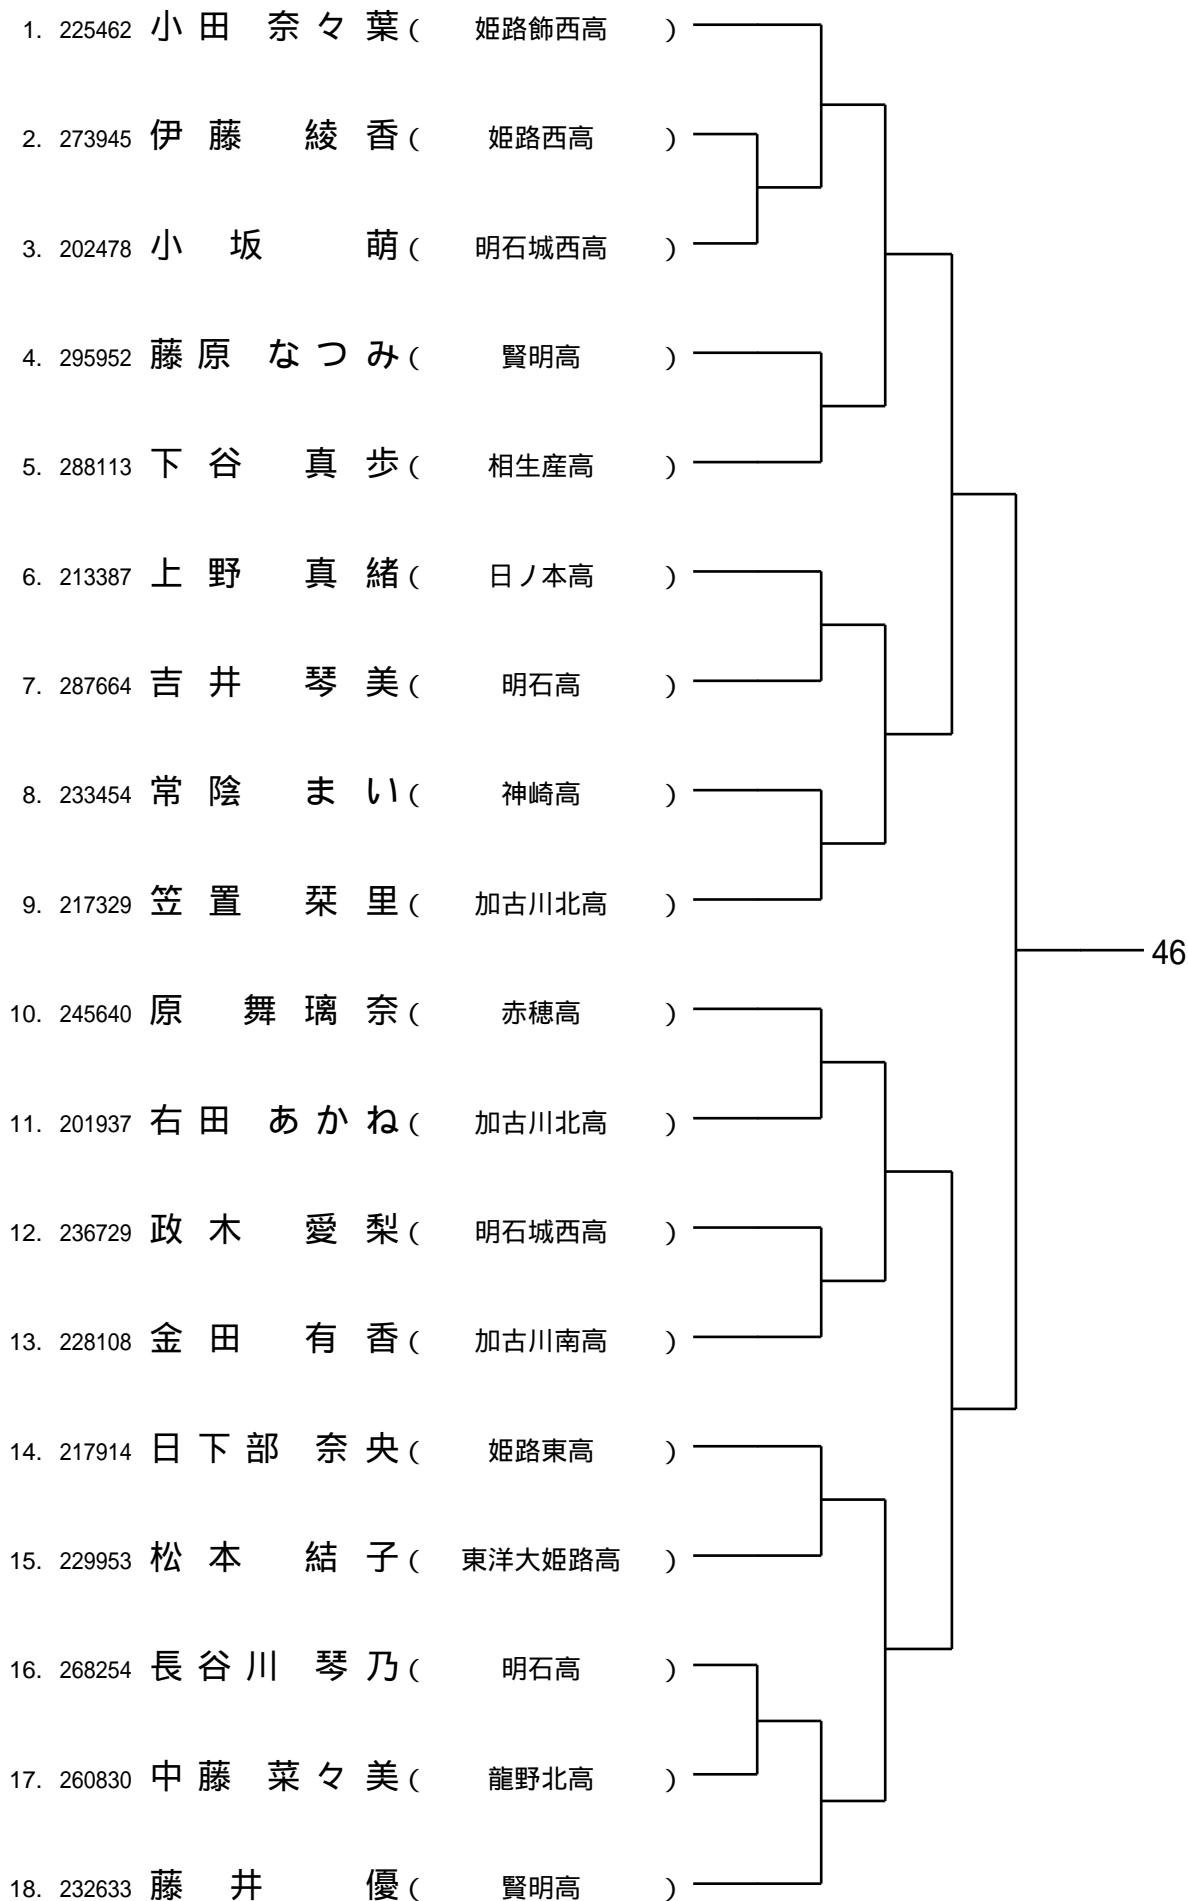 1. 225462 小田 奈々葉( 姫路飾西高 )
2. 273945 伊藤 綾香( 姫路西高 )
3. 202478 小坂 萌( 明石城西高 )
4. 295952 藤原 なつみ( 賢明高 )
5. 288113 下谷 真歩( 相生産高 )
6. 213387 上野 真緒( 日ノ本高 )
7. 287664 吉井 琴美( 明石高 )
8. 233454 常陰 まい( 神崎高 )
9. 217329 笠置 栞里( 加古川北高 )
46
10. 245640 原 舞璃奈( 赤穂高 )
11. 201937 右田 あかね( 加古川北高 )
12. 236729 政木 愛梨( 明石城西高 )
13. 228108 金田 有香( 加古川南高 )
14. 217914 日下部 奈央( 姫路東高 )
15. 229953 松本 結子( 東洋大姫路高 )
16. 268254 長谷川 琴乃( 明石高 )
17. 260830 中藤 菜々美( 龍野北高 )
18. 232633 藤井 優( 賢明高 )